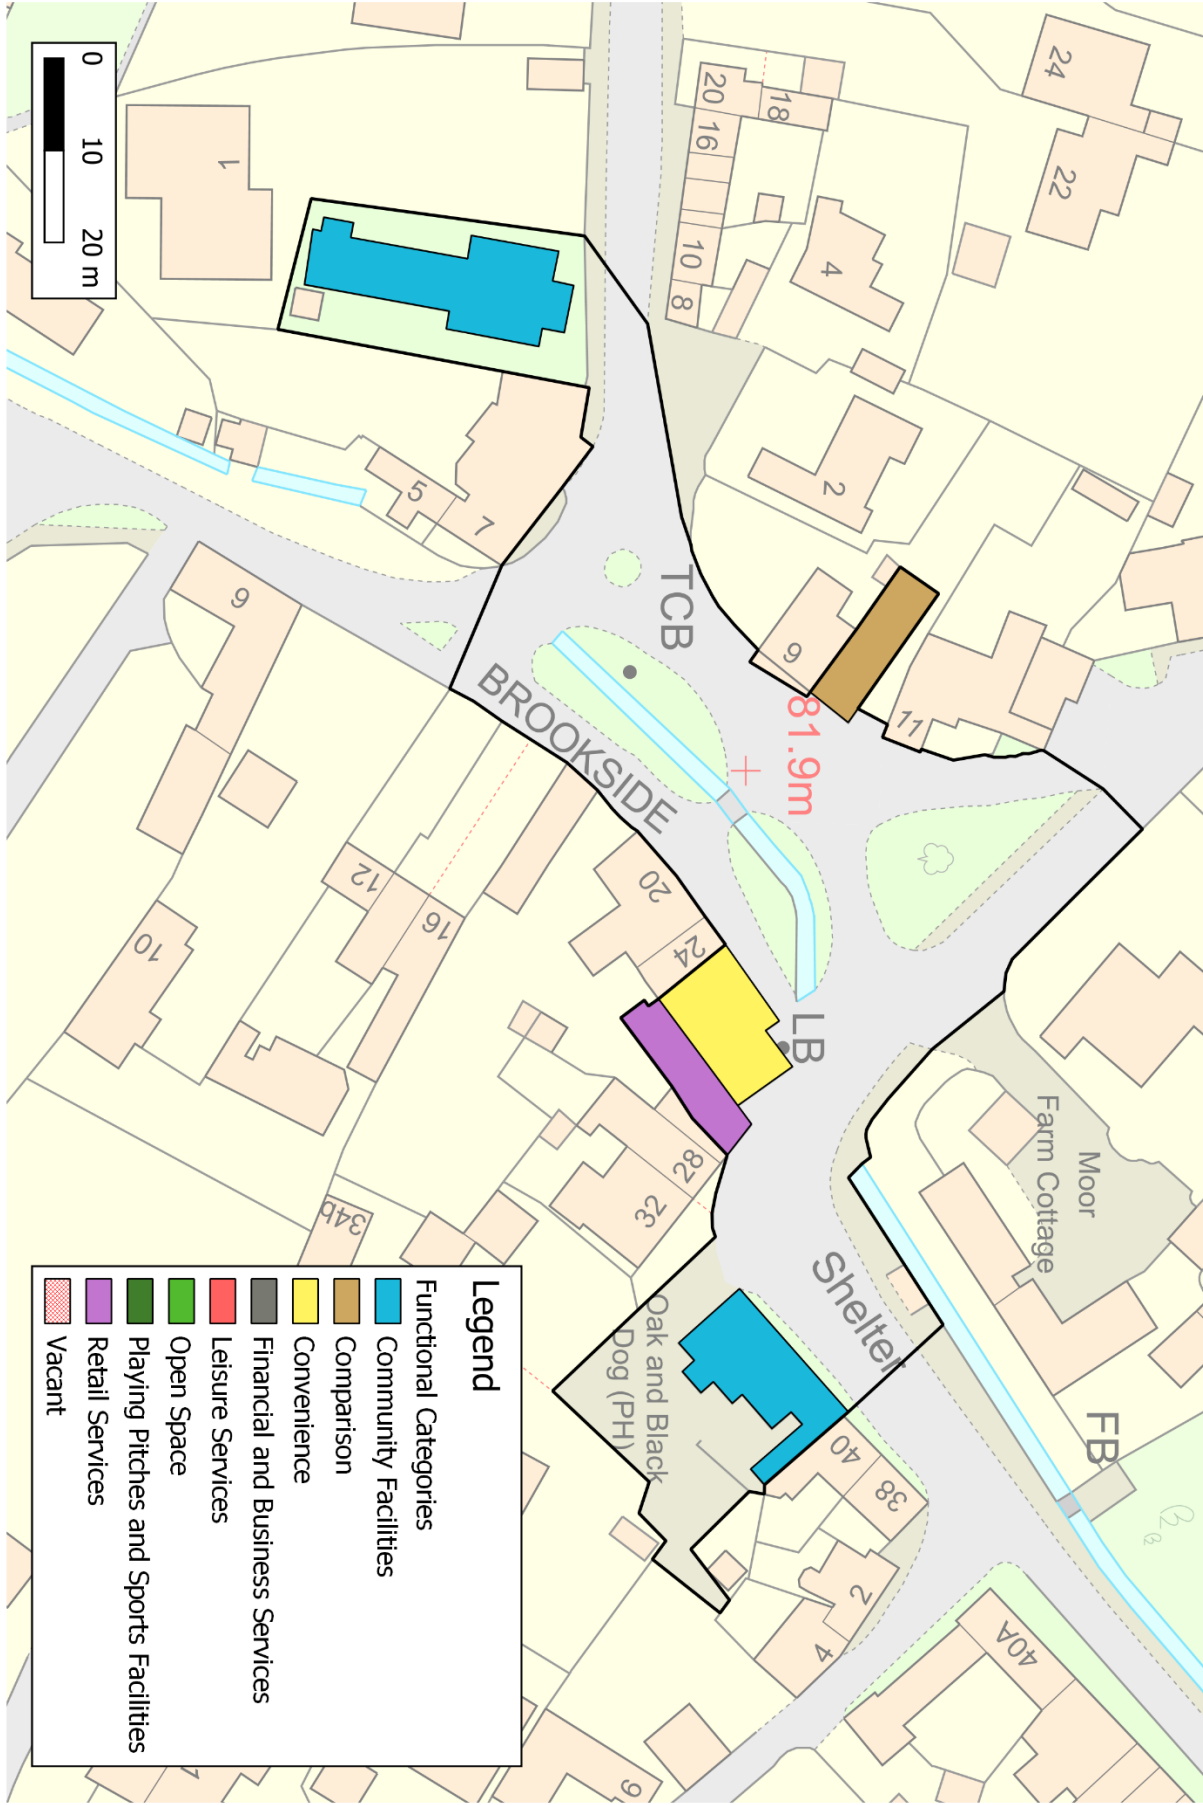 0 10 20 m
24
22
20
18
16
10
8
4
2
1
5
7
9
11
TCB
81.9m
BROOKSIDE
9
12
16
10
20
24
LB
28
32
34b
Moor
Farm Cottage
Shelter
FB
Oak and Black
Dog (PH)
40
38
2
4
40A
9
Legend
Functional Categories
Community Facilities
Comparison
Convenience
Financial and Business Services
Leisure Services
Open Space
Playing Pitches and Sports Facilities
Retail Services
Vacant